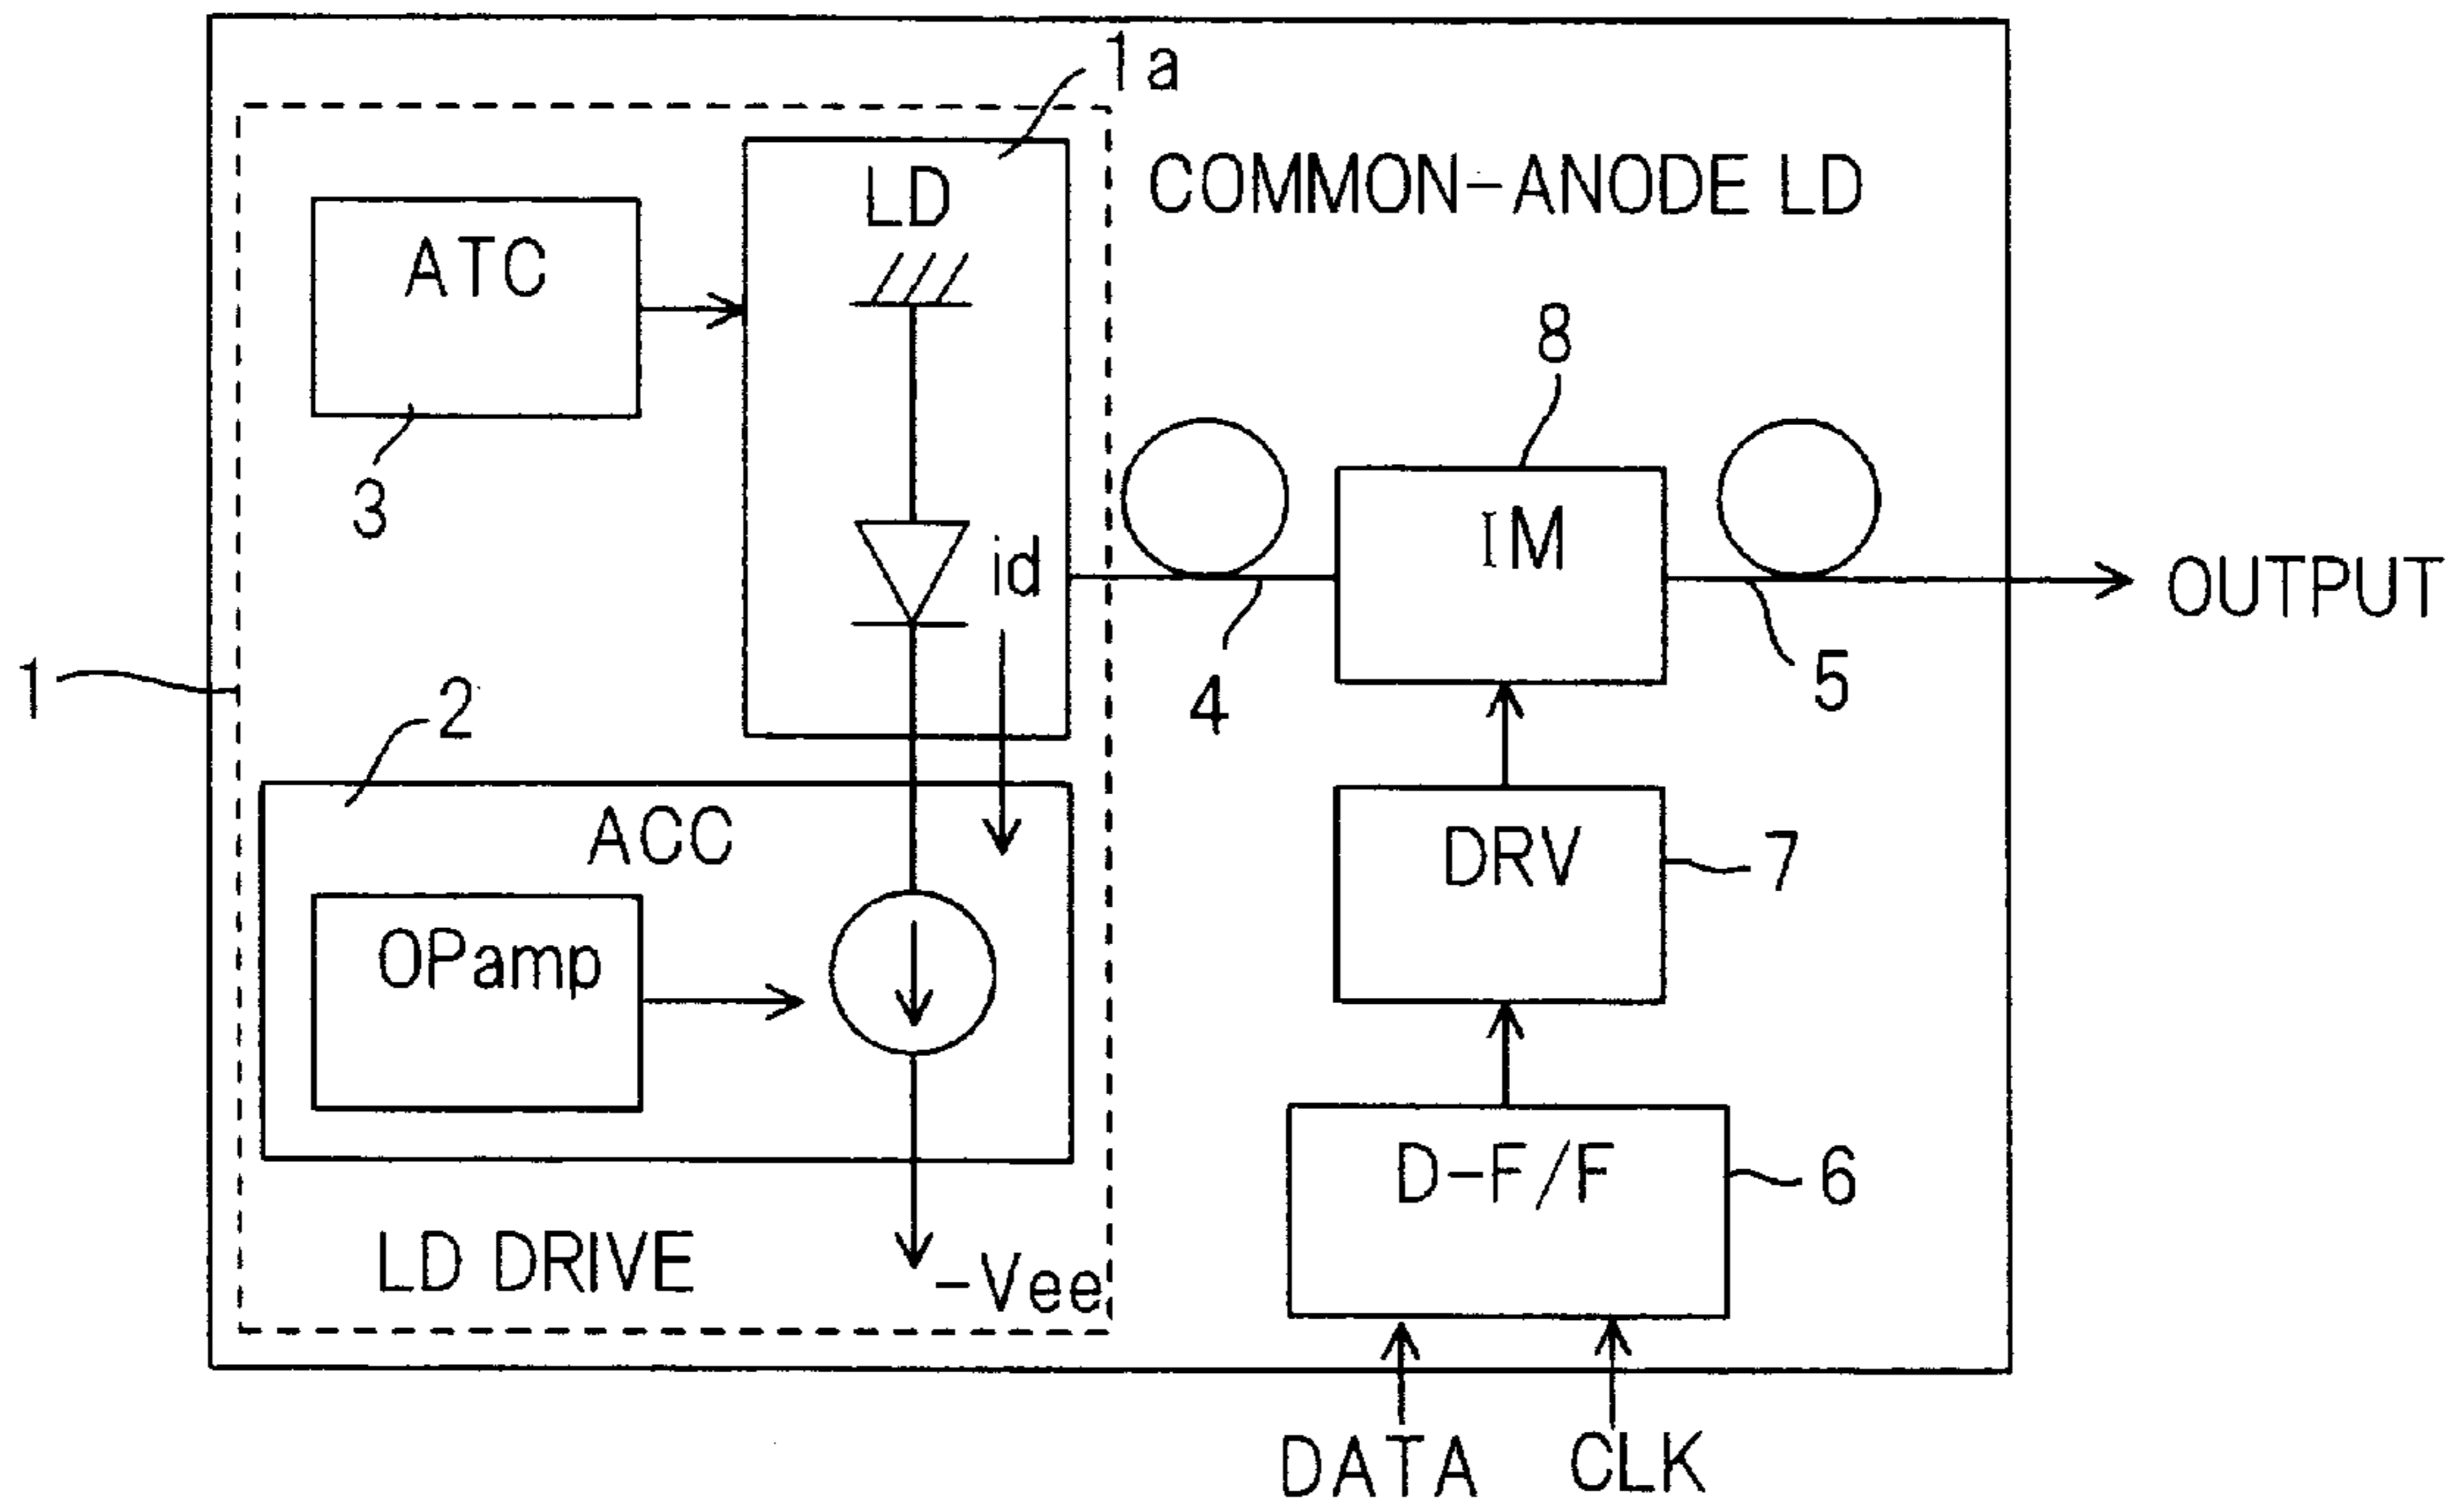 1a
LD
COMMON-ANODE LD
ATC
3
8
id
IM
OUTPUT
1
2
4
5
ACC
DRV
7
OPamp
D-F/F
6
LD DRIVE
-Vee
DATA
CLK